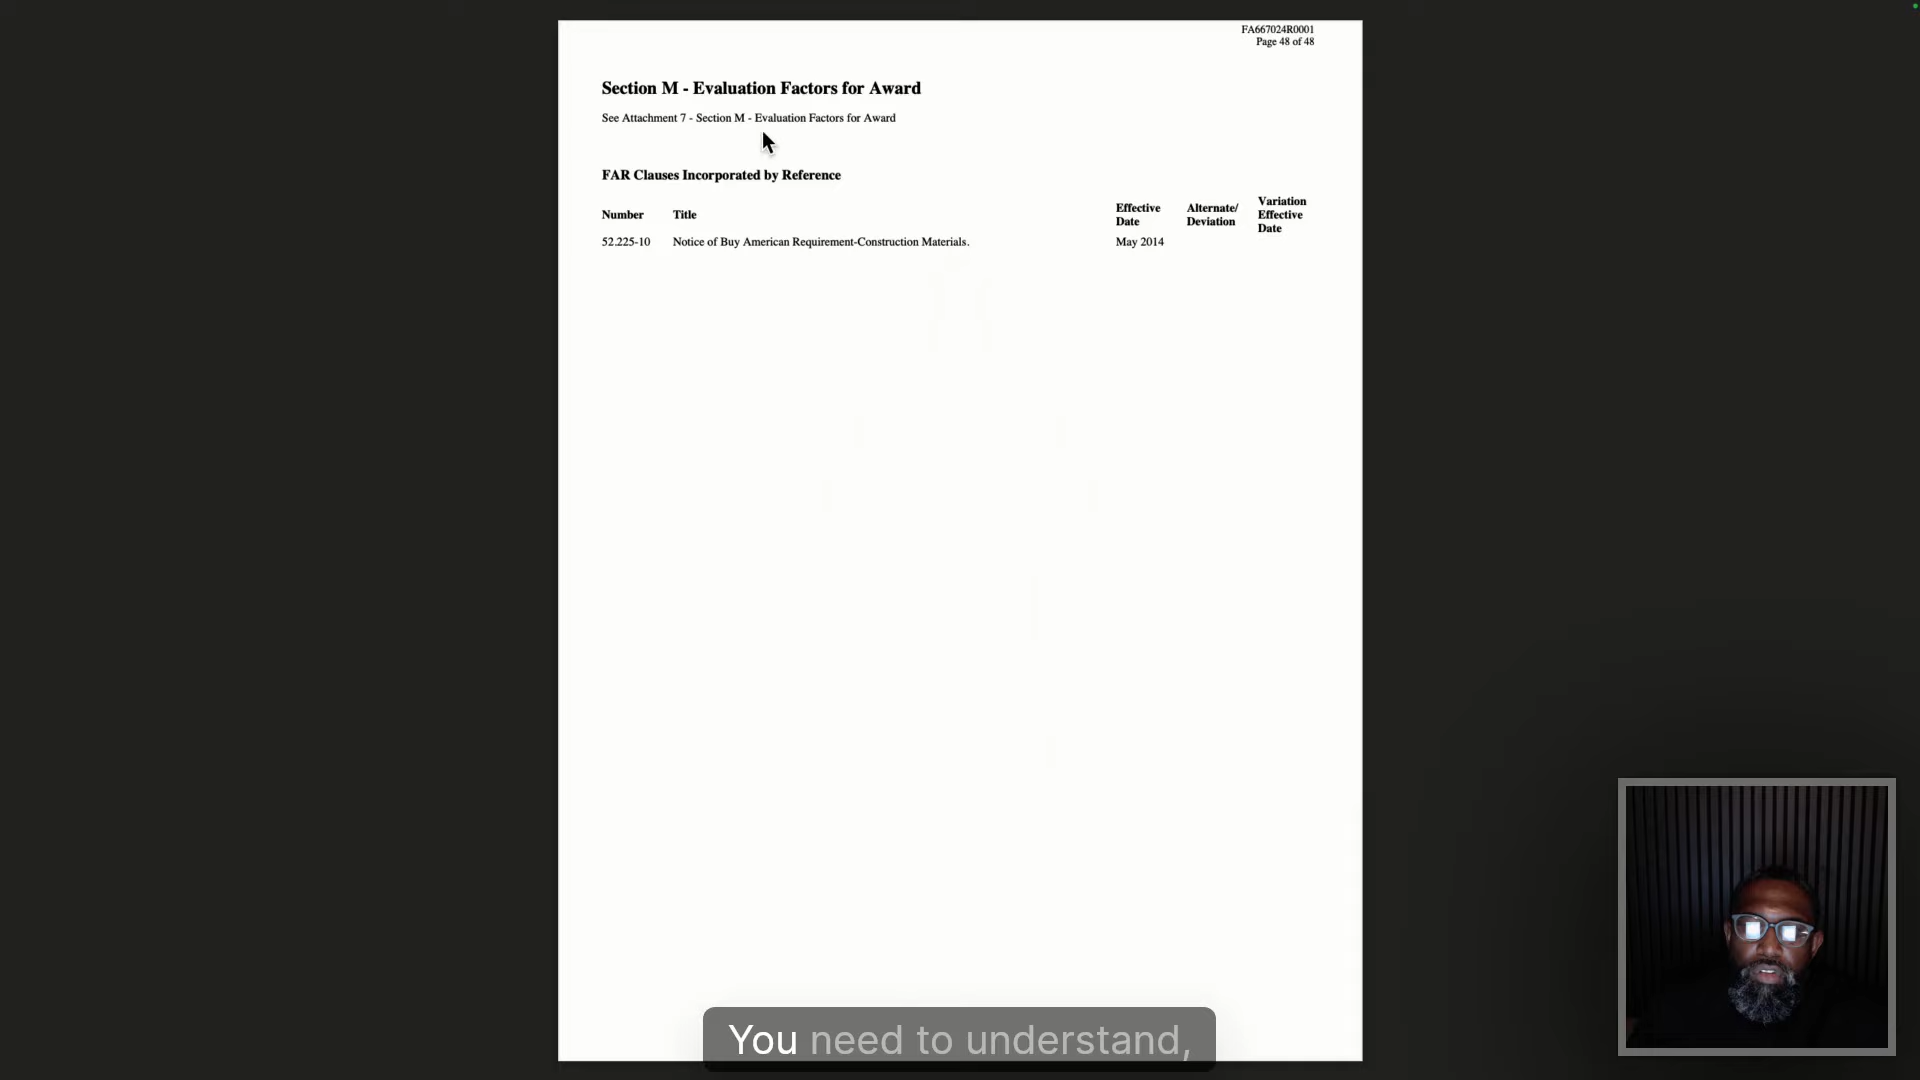 FA667024R0001
Page 48 of 48
Section M - Evaluation Factors for Award
See Attachment 7 - Section M - Evaluation Factors for Award
FAR Clauses Incorporated by Reference
Number Title Effective Date Alternate/ Deviation Variation Effective Date
52.225-10 Notice of Buy American Requirement-Construction Materials. May 2014
You need to understand,